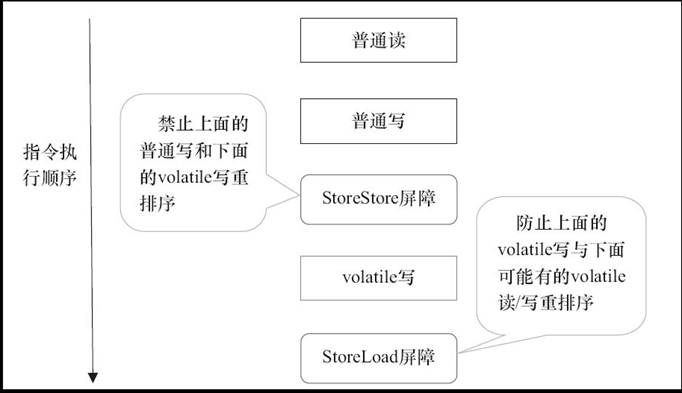 普通读
普通写
禁止上面的
普通写和下面
的volatile写重
排序
指令执
行顺序
StoreStore屏障
防止上面的
volatile写与下面
可能有的volatile
读/写重排序
volatile写
StoreLoad屏障